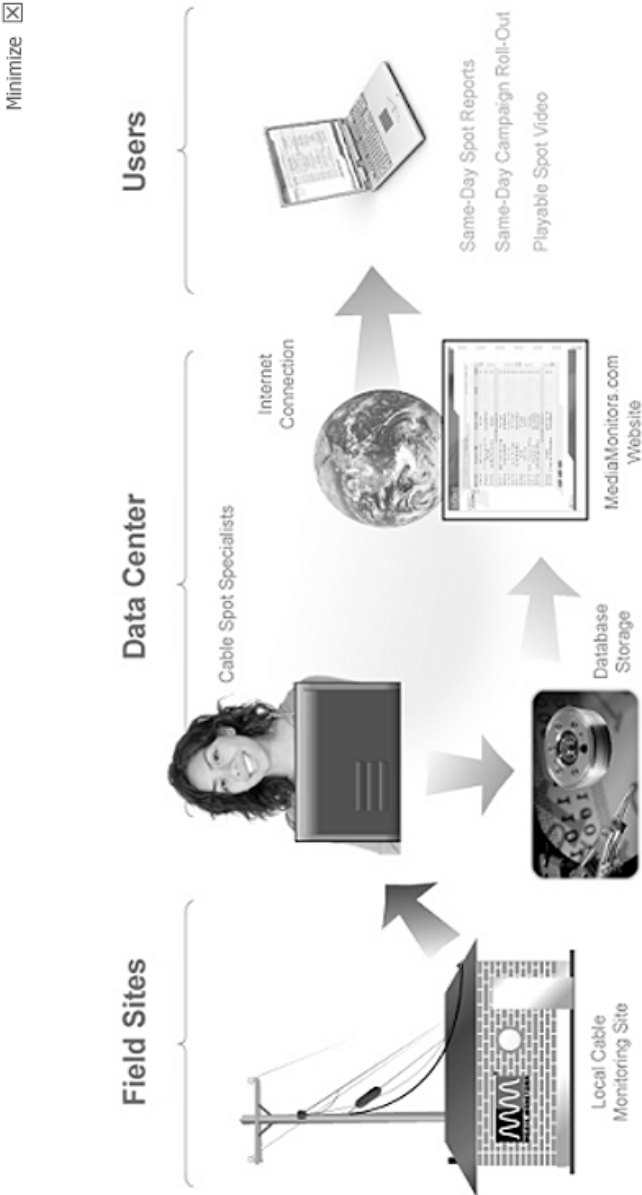 Minimize
Field Sites
Data Center
Users
Cable Spot Specialists
Internet
Connection
Local Cable
Monitoring Site
Database
Storage
MediaMonitors.com
Website
Same-Day Spot Reports
Same-Day Campaign Roll-Out
Playable Spot Video